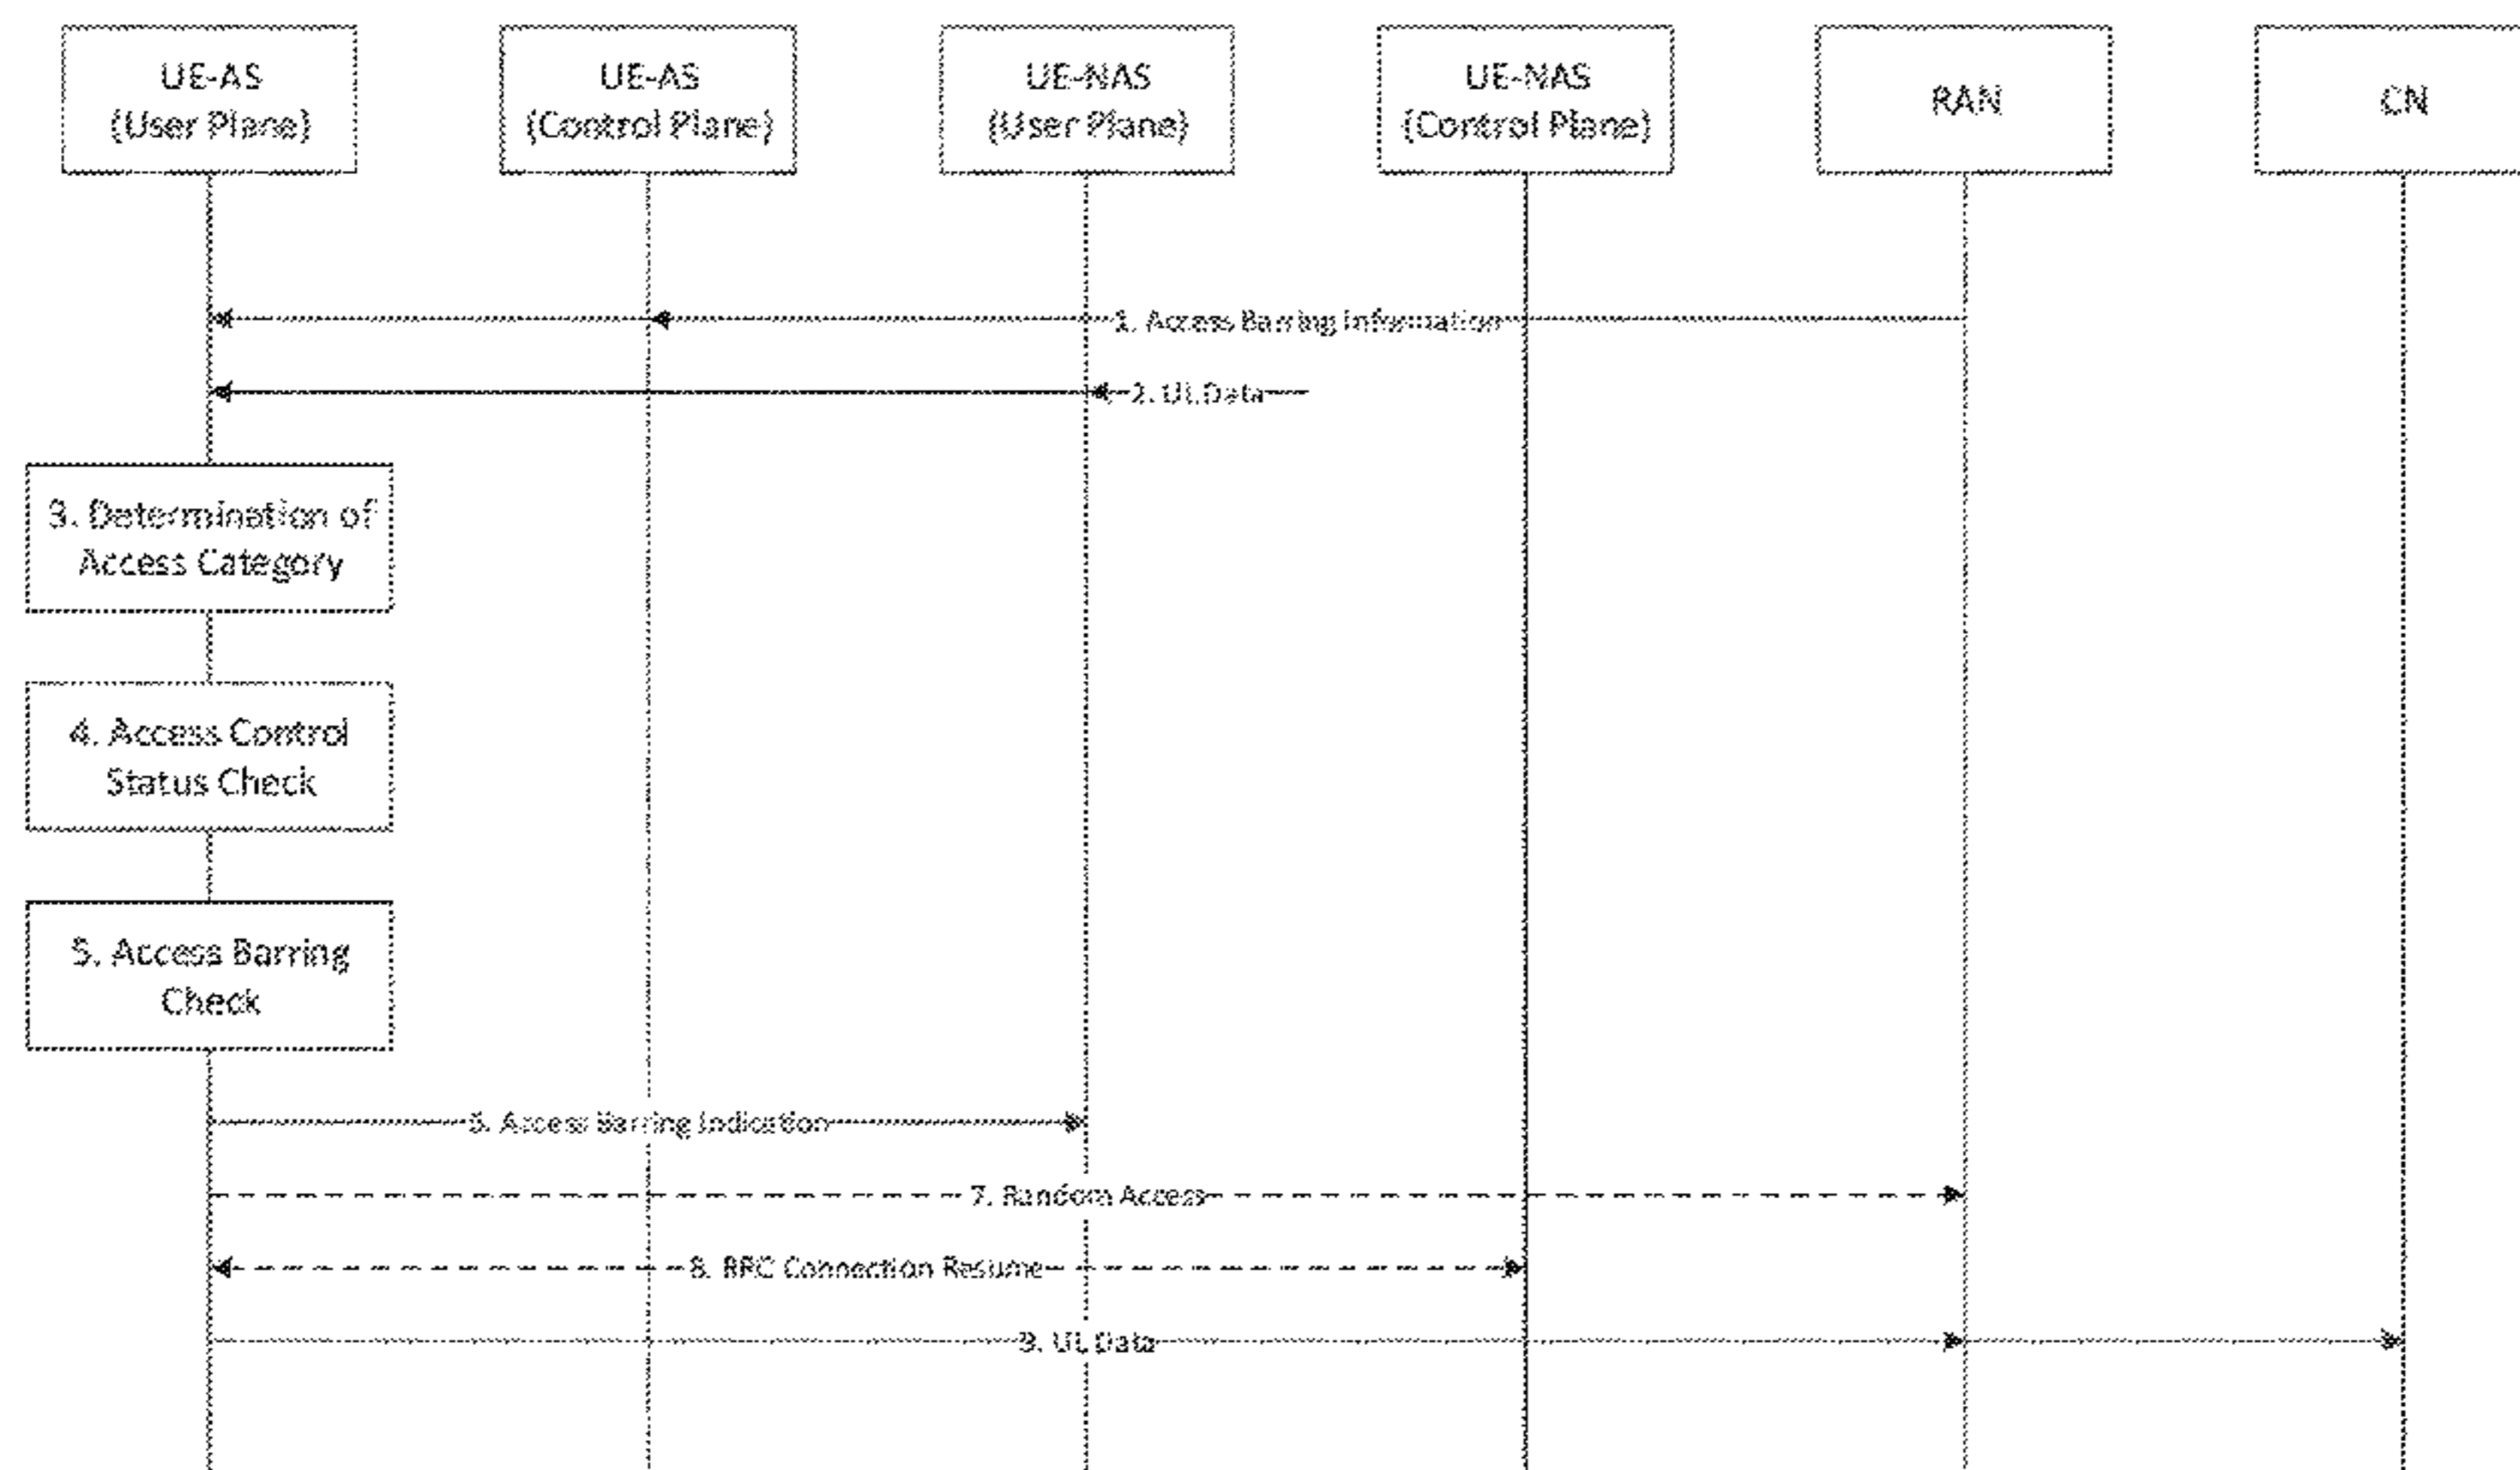 UE-AS
(User Plane)
UE-AS
(Control Plane)
UE-NAS
(User Plane)
UE-NAS
(Control Plane)
RAN
CN
1. Access Barring Information
2. UL Data
3. Determination of
Access Category
4. Access Control
Status Check
5. Access Barring
Check
6. Access Barring Indication
7. Random Access
8. RRC Connection Resume
9. UL Data